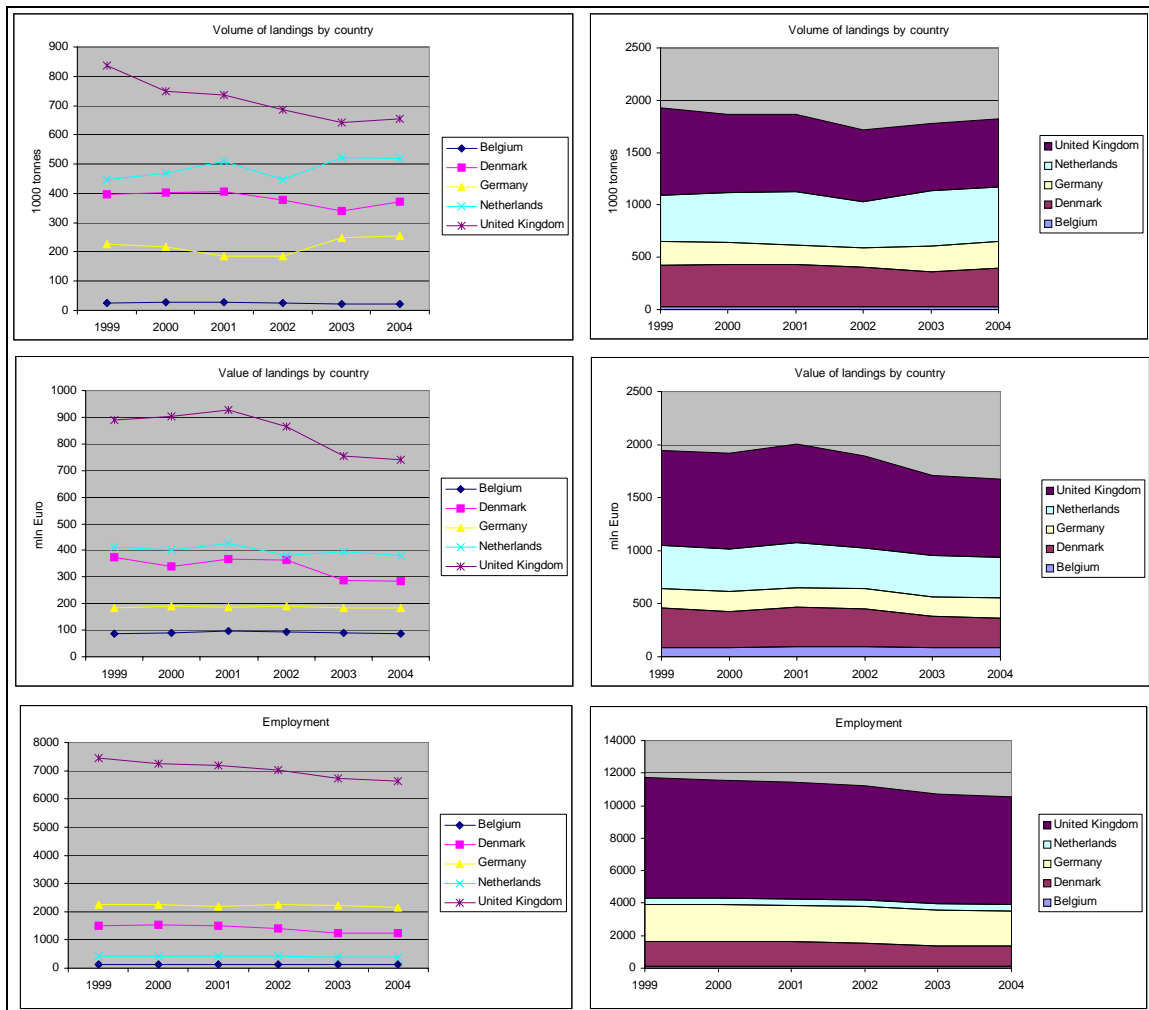 Volume of landings by country
900
800
700
600
500
400
300
200
100
0
1000 tonnes
1999 2000 2001 2002 2003 2004
Belgium
Denmark
Germany
Netherlands
United Kingdom
Volume of landings by country
2500
2000
1500
1000
500
0
1000 tonnes
1999 2000 2001 2002 2003 2004
United Kingdom
Netherlands
Germany
Denmark
Belgium
Value of landings by country
1000
900
800
700
600
500
400
300
200
100
0
mln Euro
1999 2000 2001 2002 2003 2004
Belgium
Denmark
Germany
Netherlands
United Kingdom
Value of landings by country
2500
2000
1500
1000
500
0
mln Euro
1999 2000 2001 2002 2003 2004
United Kingdom
Netherlands
Germany
Denmark
Belgium
Employment
8000
7000
6000
5000
4000
3000
2000
1000
0
1999 2000 2001 2002 2003 2004
Belgium
Denmark
Germany
Netherlands
United Kingdom
Employment
14000
12000
10000
8000
6000
4000
2000
0
1999 2000 2001 2002 2003 2004
United Kingdom
Netherlands
Germany
Denmark
Belgium